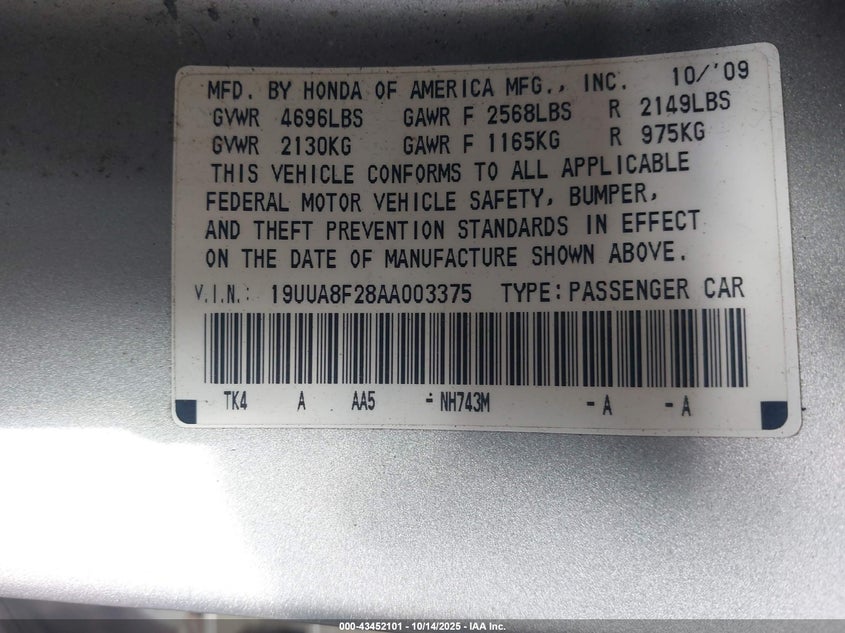 MFD. BY HONDA OF AMERICA MFG., INC. 10/'09
GVWR 4696LBS GAWR F 2568LBS R 2149LBS
GVWR 2130KG GAWR F 1165KG R 975KG
THIS VEHICLE CONFORMS TO ALL APPLICABLE
FEDERAL MOTOR VEHICLE SAFETY, BUMPER,
AND THEFT PREVENTION STANDARDS IN EFFECT
ON THE DATE OF MANUFACTURE SHOWN ABOVE.
V.I.N.: 19UUA8F28AA003375 TYPE: PASSENGER CAR
TK4 A AA5 - NH743M - A - A
000-43452101 - 10/14/2025 - IAA Inc.